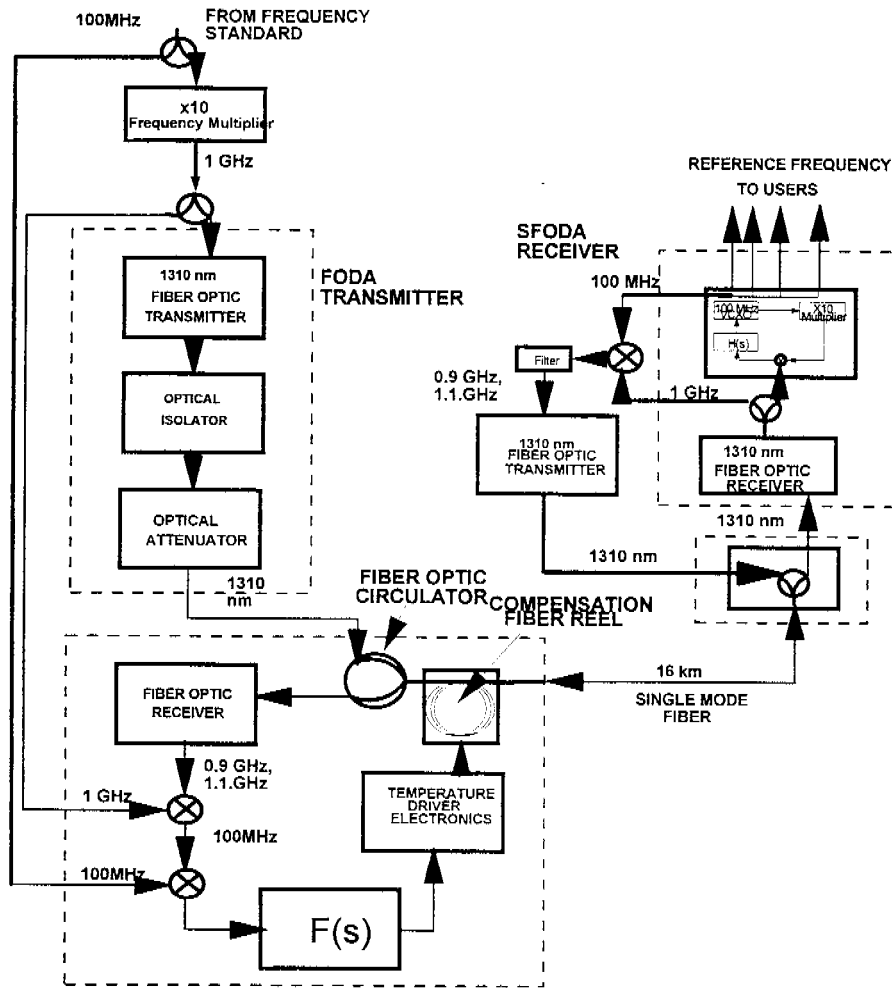 100MHz
FROM FREQUENCY
STANDARD
x10
Frequency Multiplier
1 GHz
REFERENCE FREQUENCY
TO USERS
SFODA
RECEIVER
FODA
TRANSMITTER
1310 nm
FIBER OPTIC
TRANSMITTER
OPTICAL
ISOLATOR
OPTICAL
ATTENUATOR
1310
nm
100 MHz
100 MHz
VCXO
X10
Multiplier
H(s)
Filter
0.9 GHz,
1.1.GHz
1 GHz
1310 nm
FIBER OPTIC
TRANSMITTER
1310 nm
FIBER OPTIC
RECEIVER
1310 nm
1310 nm
FIBER OPTIC
CIRCULATOR
COMPENSATION
FIBER REEL
16 km
SINGLE MODE
FIBER
FIBER OPTIC
RECEIVER
0.9 GHz,
1.1.GHz
1 GHz
100MHz
100MHz
TEMPERATURE
DRIVER
ELECTRONICS
F(s)